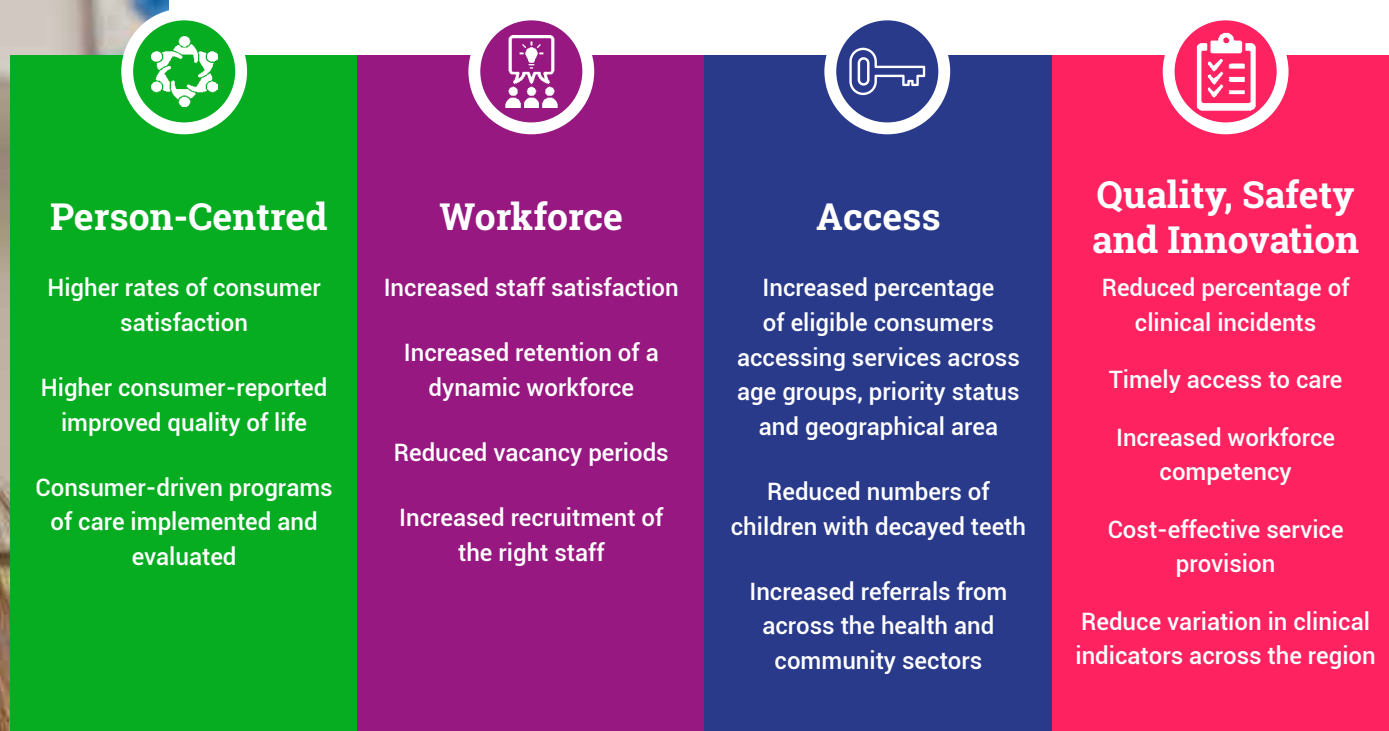 Person-Centred
Higher rates of consumer
satisfaction
Higher consumer-reported
improved quality of life
Consumer-driven programs
of care implemented and
evaluated
Workforce
Increased staff satisfaction
Increased retention of a
dynamic workforce
Reduced vacancy periods
Increased recruitment of
the right staff
Access
Increased percentage
of eligible consumers
accessing services across
age groups, priority status
and geographical area
Reduced numbers of
children with decayed teeth
Increased referrals from
across the health and
community sectors
Quality, Safety
and Innovation
Reduced percentage of
clinical incidents
Timely access to care
Increased workforce
competency
Cost-effective service
provision
Reduce variation in clinical
indicators across the region